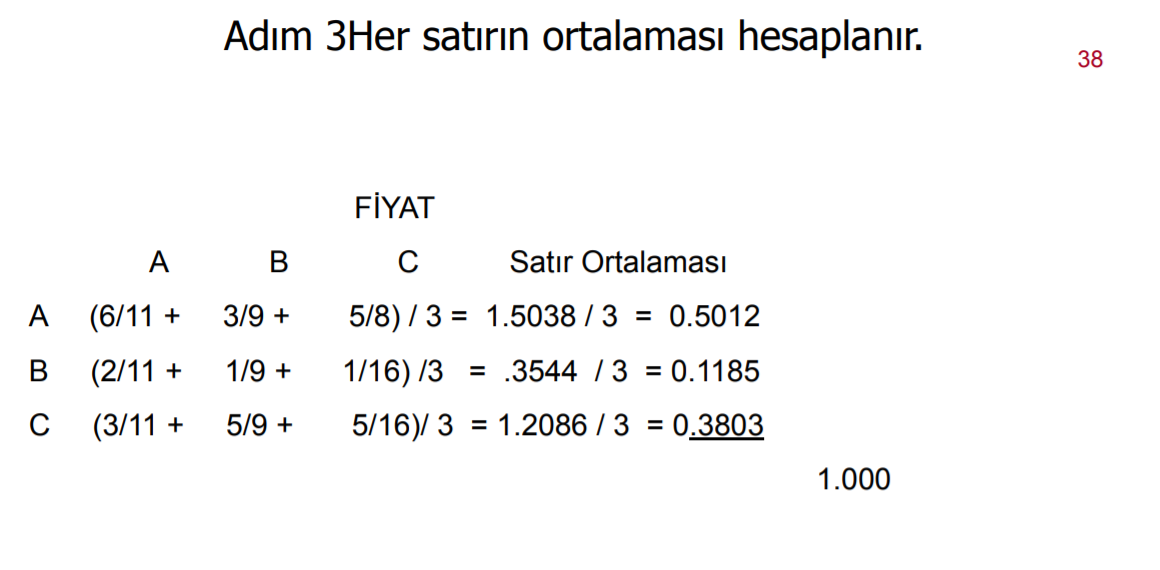 Adım 3Her satırın ortalaması hesaplanır.
38
FİYAT
A B C Satır Ortalaması
A (6/11 + 3/9 + 5/8) / 3 = 1.5038 / 3 = 0.5012
B (2/11 + 1/9 + 1/16) /3 = .3544 / 3 = 0.1185
C (3/11 + 5/9 + 5/16)/ 3 = 1.2086 / 3 = 0.3803
1.000